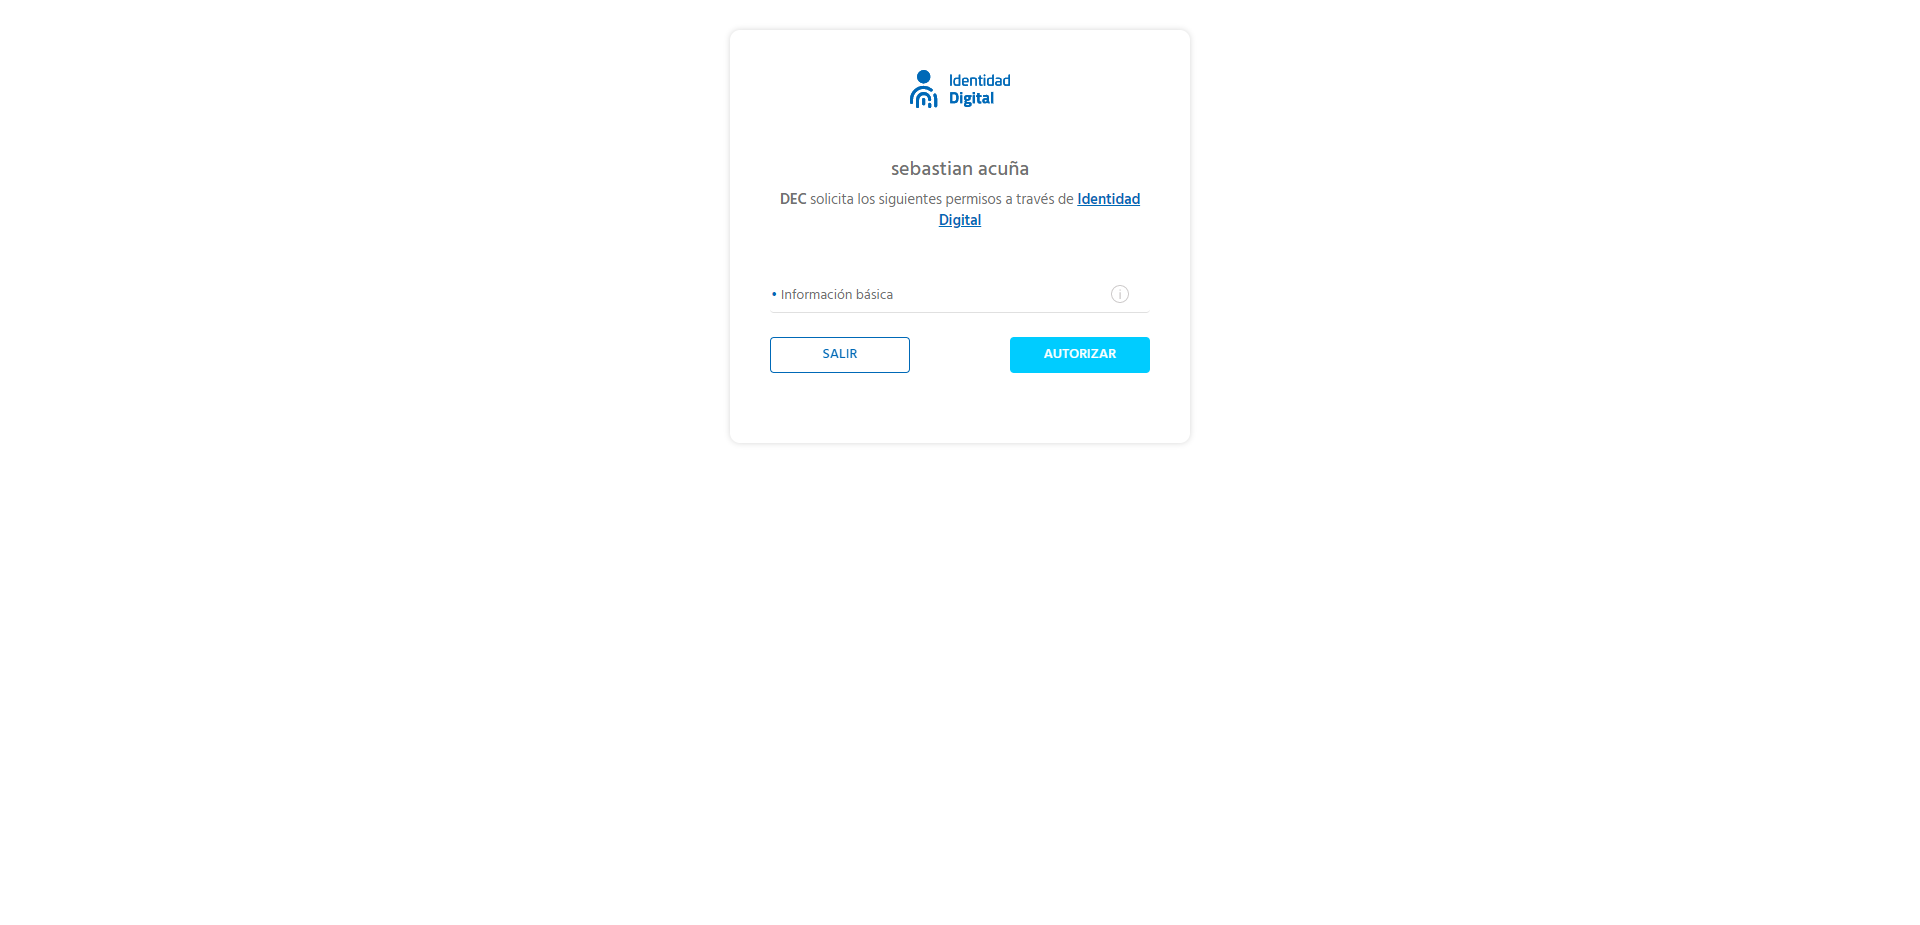 Identidad
Digital
sebastian acuña
DEC solicita los siguientes permisos a través de Identidad
Digital
• Información básica
SALIR
AUTORIZAR